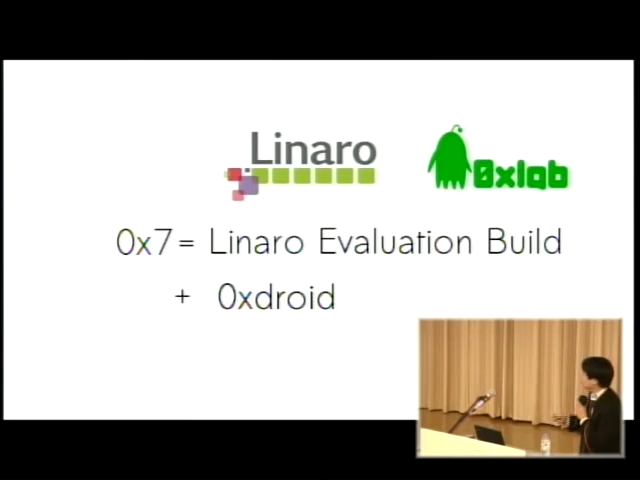 Linaro
0xlab
0x7 = Linaro Evaluation Build
+ 0xdroid